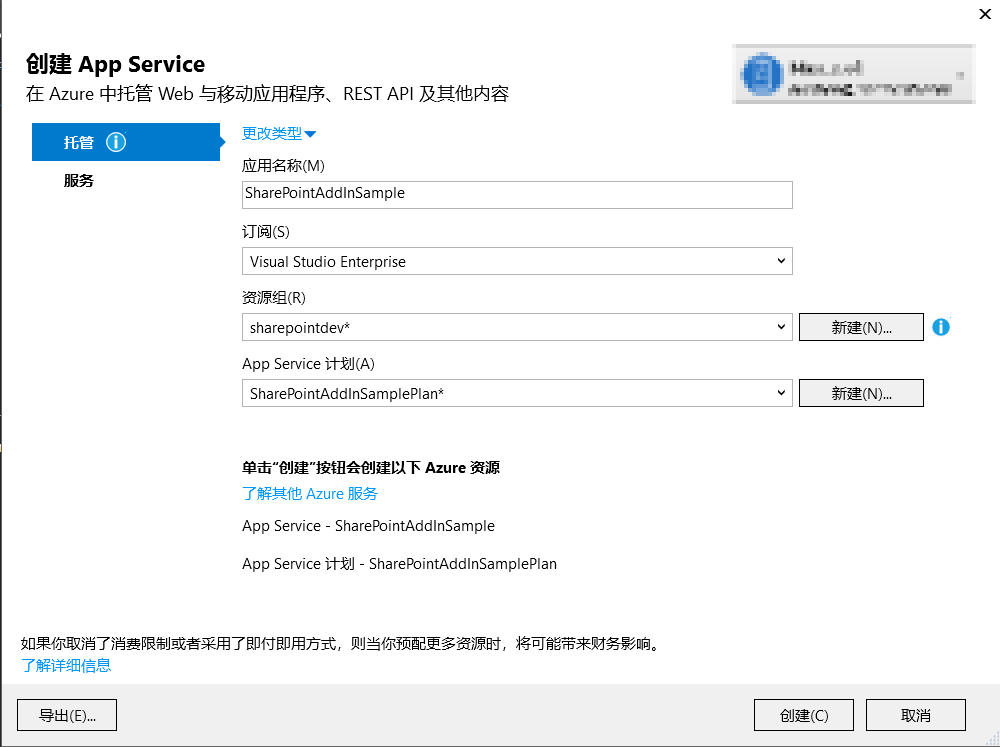 创建 App Service
在 Azure 中托管 Web 与移动应用程序、REST API 及其他内容
托管
服务
更改类型
应用名称(M)
SharePointAddInSample
订阅(S)
Visual Studio Enterprise
资源组(R)
sharepointdev*
新建(N)...
App Service 计划(A)
SharePointAddInSamplePlan*
新建(N)...
单击“创建”按钮会创建以下 Azure 资源
了解其他 Azure 服务
App Service - SharePointAddInSample
App Service 计划 - SharePointAddInSamplePlan
如果你取消了消费限制或者采用了即付即用方式，则当你预配更多资源时，将可能带来财务影响。
了解详细信息
导出(E)...
创建(C)
取消